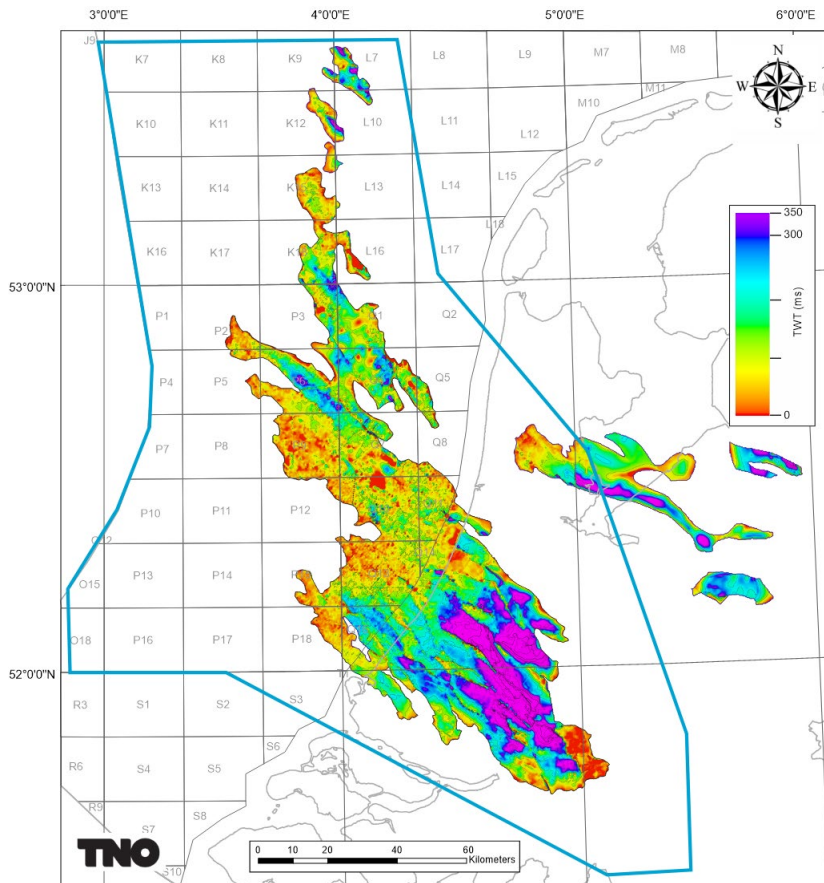 3°0'0"E 4°0'0"E 5°0'0"E 6°0'0"E
J9
K7 K8 K9 L7 L8 L9 M7 M8
N
W E
S
M11
M10
K10 K11 K12 L10 L11 L12
K13 K14 L13 L14 L15
L18
K16 K17 L16 L17
350
300
TWT (ms)
0
53°0'0"N
P1 P2 P3 Q2
P4 P5 Q5
P7 P8 Q8
P10 P11 P12
O15 P13 P14
O18 P16 P17 P18
52°0'0"N
R3 S1 S2 S3
S6
R6 S4 S5
R9 S8
S7
S10
TNO
0 10 20 40 60
Kilometers